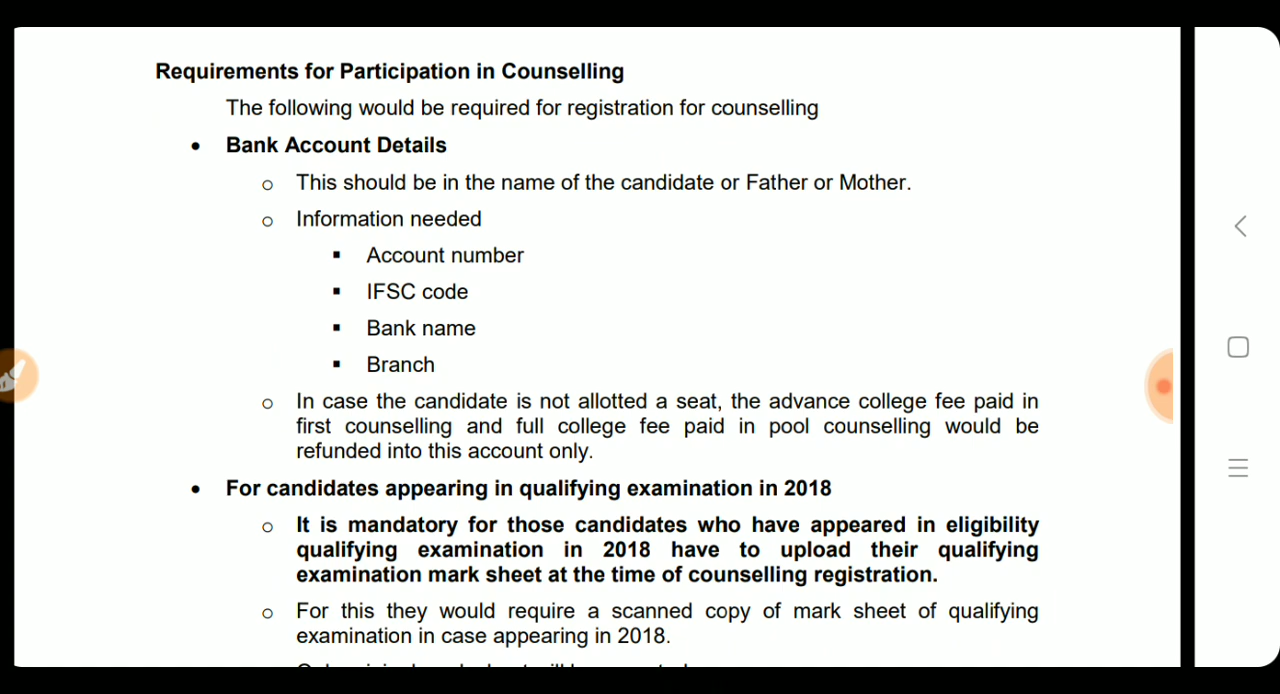 Requirements for Participation in Counselling
The following would be required for registration for counselling
• Bank Account Details
o This should be in the name of the candidate or Father or Mother.
o Information needed
▪ Account number
▪ IFSC code
▪ Bank name
▪ Branch
o In case the candidate is not allotted a seat, the advance college fee paid in
first counselling and full college fee paid in pool counselling would be
refunded into this account only.
• For candidates appearing in qualifying examination in 2018
o It is mandatory for those candidates who have appeared in eligibility
qualifying examination in 2018 have to upload their qualifying
examination mark sheet at the time of counselling registration.
o For this they would require a scanned copy of mark sheet of qualifying
examination in case appearing in 2018.